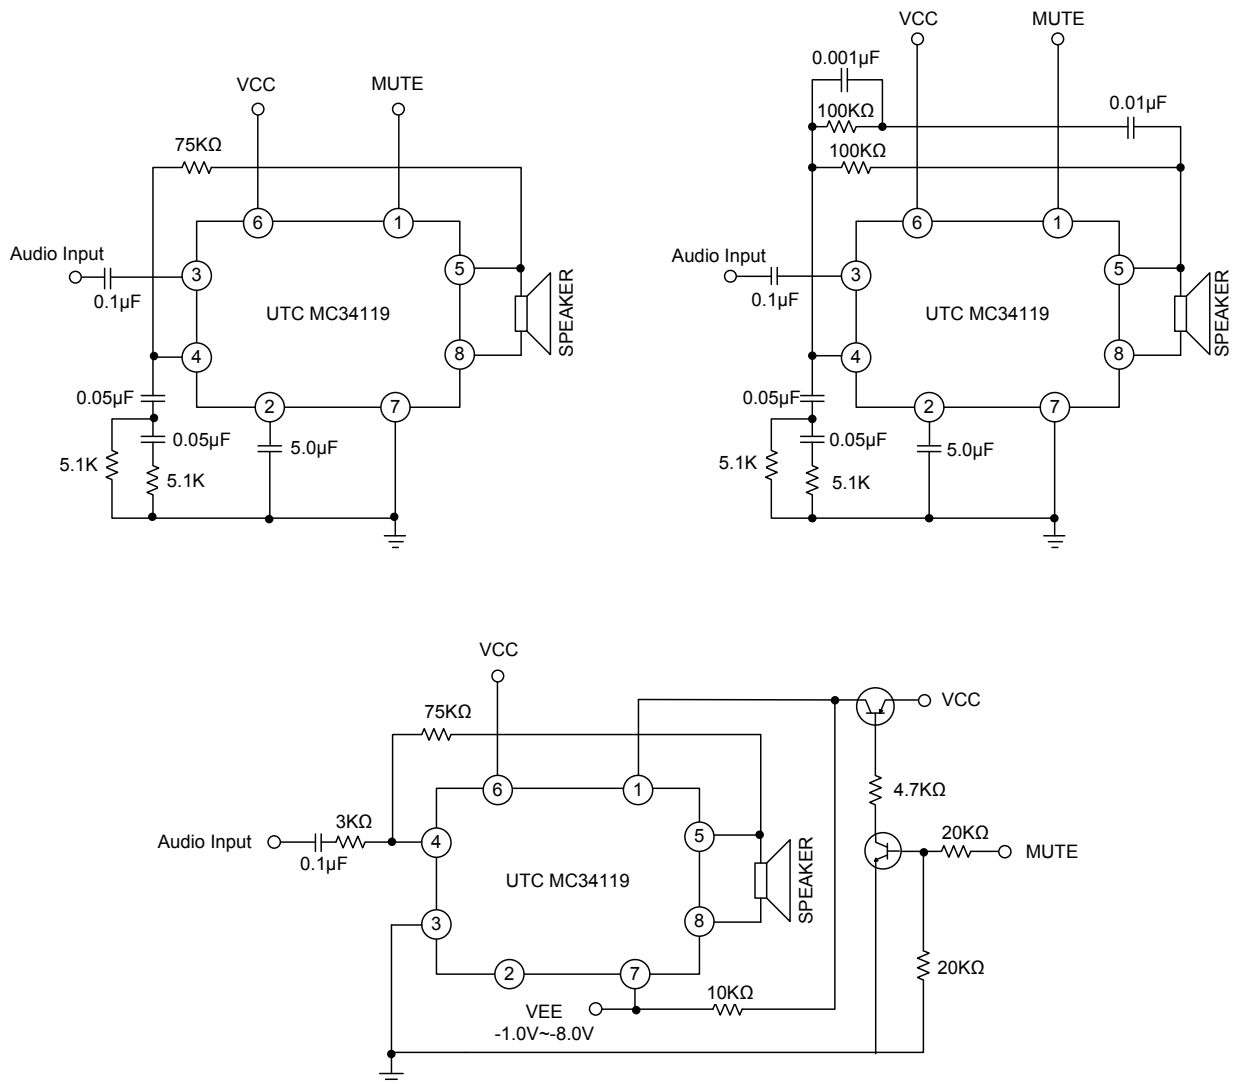 VCC
MUTE
75KΩ
6
1
Audio Input
3
5
0.1µF
UTC MC34119
SPEAKER
4
8
0.05µF
2
7
0.05µF
5.0µF
5.1K
5.1K
VCC
MUTE
0.001µF
100KΩ
0.01µF
100KΩ
6
1
Audio Input
3
5
0.1µF
UTC MC34119
SPEAKER
4
8
0.05µF
2
7
0.05µF
5.0µF
5.1K
5.1K
VCC
75KΩ
VCC
6
1
4.7KΩ
Audio Input
3KΩ
0.1µF
4
5
20KΩ
MUTE
UTC MC34119
SPEAKER
3
8
2
7
20KΩ
VEE
-1.0V~-8.0V
10KΩ